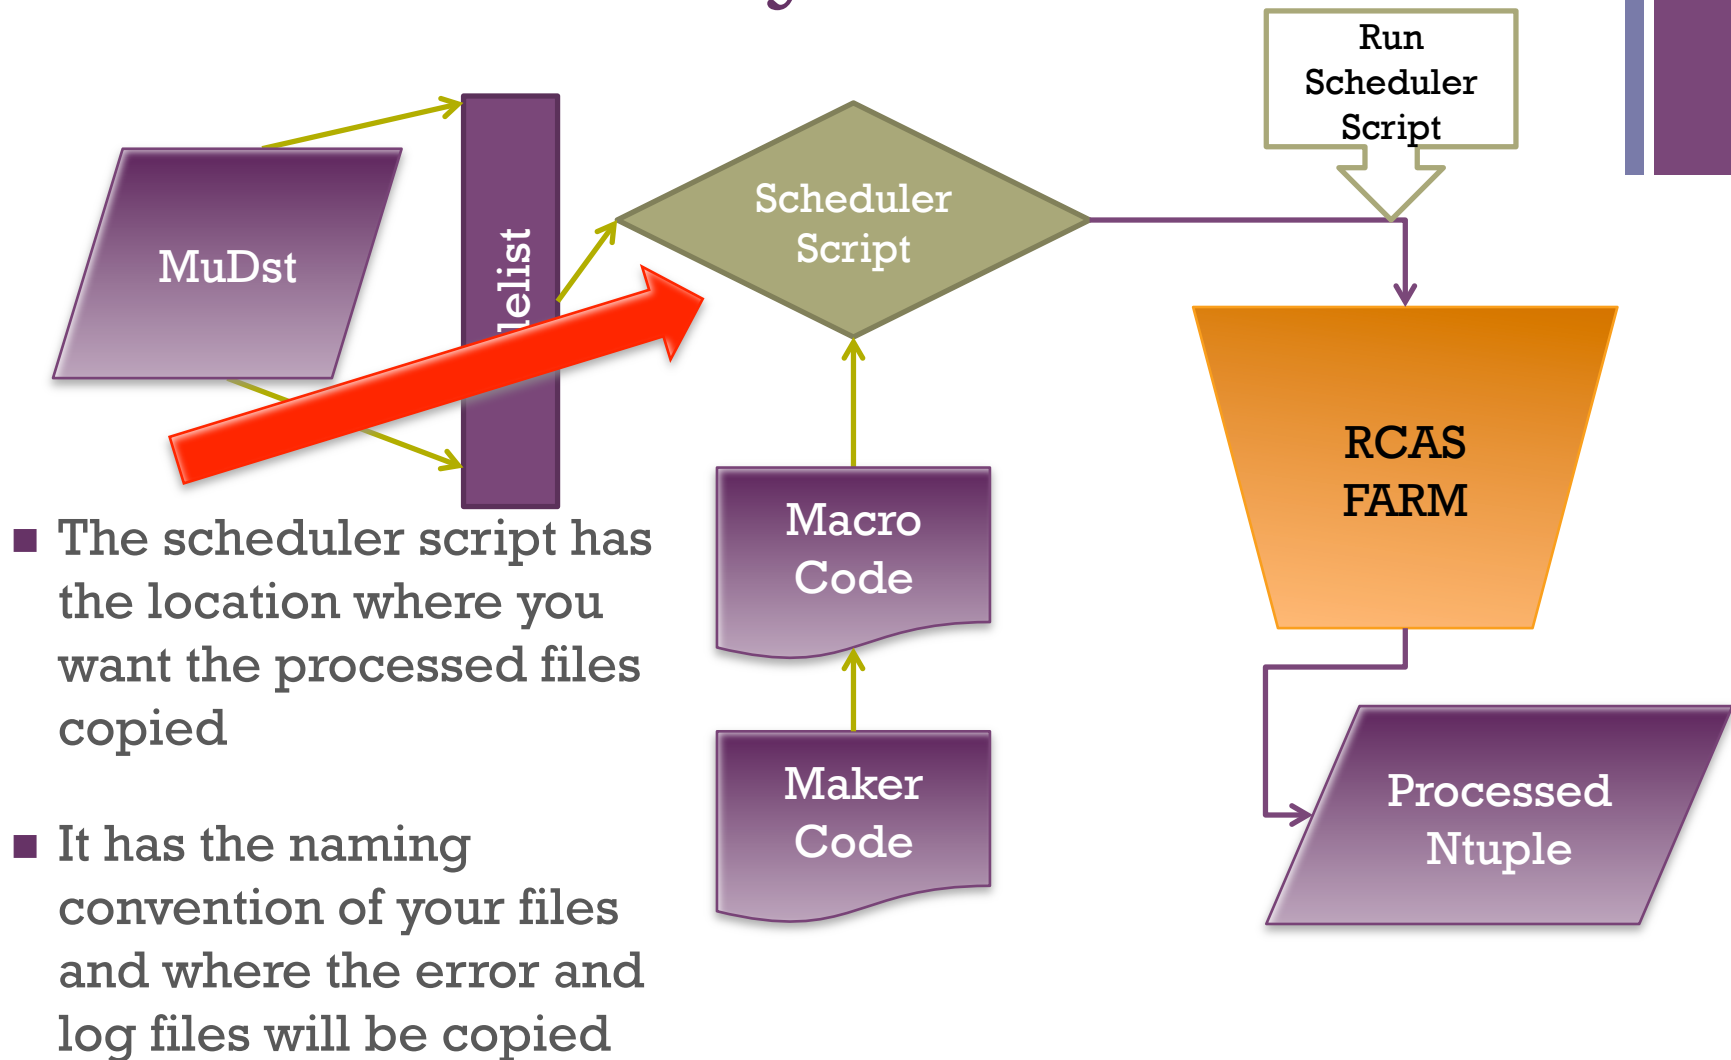 Run
Scheduler
Script
Scheduler
Script
MuDst
Macro
Code
RCAS
FARM
Maker
Code
Processed
Ntuple
The scheduler script has
the location where you
want the processed files
copied
It has the naming
convention of your files
and where the error and
log files will be copied